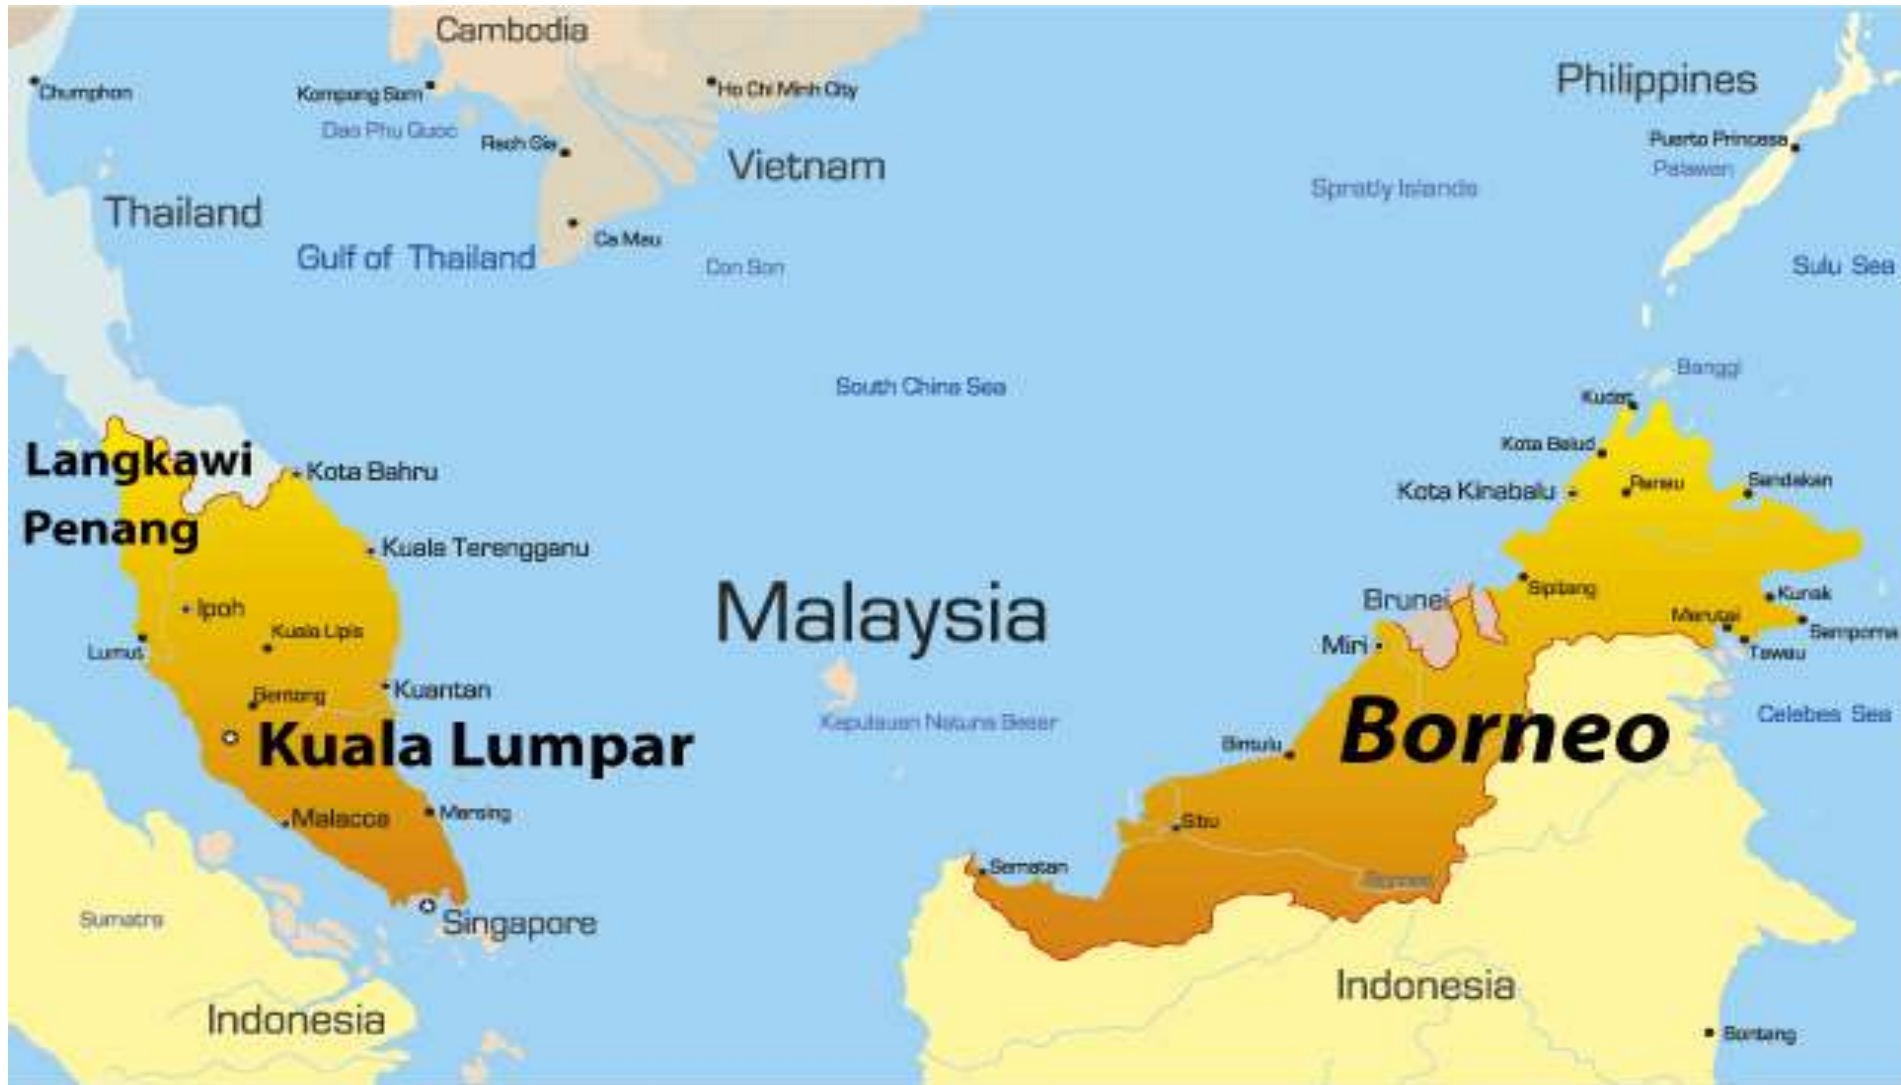 Cambodia
Chumphon
Kompong Som
Ho Chi Minh City
Philippines
Dao Phu Quoc
Rach Gia
Vietnam
Puerto Princesa
Palawan
Spratly Islands
Thailand
Gulf of Thailand
Ca Mau
Con Son
Sulu Sea
South China Sea
Banggi
Kudat
Langkawi
Kota Bahru
Kota Belud
Kota Kinabalu
Ranau
Sandakan
Penang
Kuala Terengganu
Malaysia
Ipoh
Kuala Lipis
Lumut
Brunei
Sipitang
Kunak
Merutai
Semporna
Miri
Tawau
Bentong
Kuantan
Kapulauan Natuna Besar
Borneo
Celebes Sea
Kuala Lumpar
Bintulu
Malacca
Mersing
Sibu
Sematan
Borneo
Sumatra
Singapore
Indonesia
Indonesia
Bontang